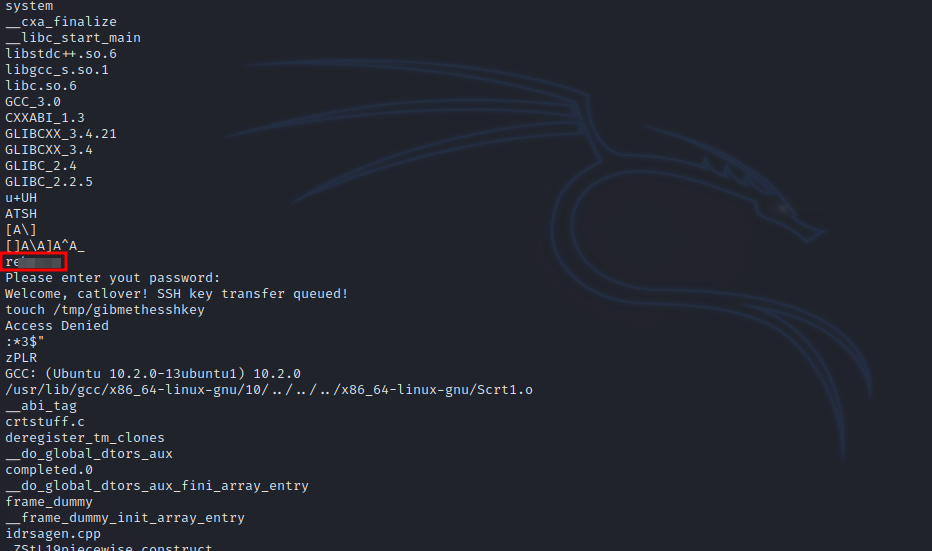 system
__cxa_finalize
__libc_start_main
libstdc++.so.6
libgcc_s.so.1
libc.so.6
GCC_3.0
CXXABI_1.3
GLIBCXX_3.4.21
GLIBCXX_3.4
GLIBC_2.4
GLIBC_2.2.5
u+UH
ATSH
[A\]
[]A\A]A^A_
Please enter yout password:
Welcome, catlover! SSH key transfer queued!
touch /tmp/gibmethesshkey
Access Denied
:*3$"
zPLR
GCC: (Ubuntu 10.2.0-13ubuntu1) 10.2.0
/usr/lib/gcc/x86_64-linux-gnu/10/../../../x86_64-linux-gnu/Scrt1.o
__abi_tag
crtstuff.c
deregister_tm_clones
__do_global_dtors_aux
completed.0
__do_global_dtors_aux_fini_array_entry
frame_dummy
__frame_dummy_init_array_entry
idrsagen.cpp
_ZStL19piecewise_construct